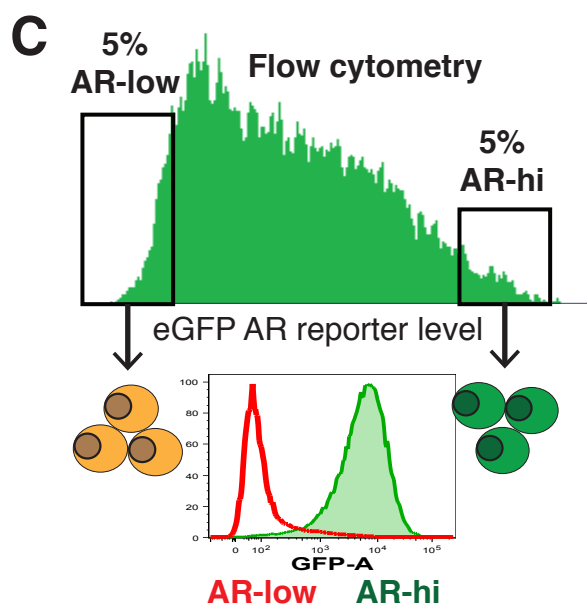 C
5%
AR-low
Flow cytometry
5%
AR-hi
eGFP AR reporter level
100
80
60
40
20
0
0 10² 10³ 10⁴ 10⁵
GFP-A
AR-low AR-hi